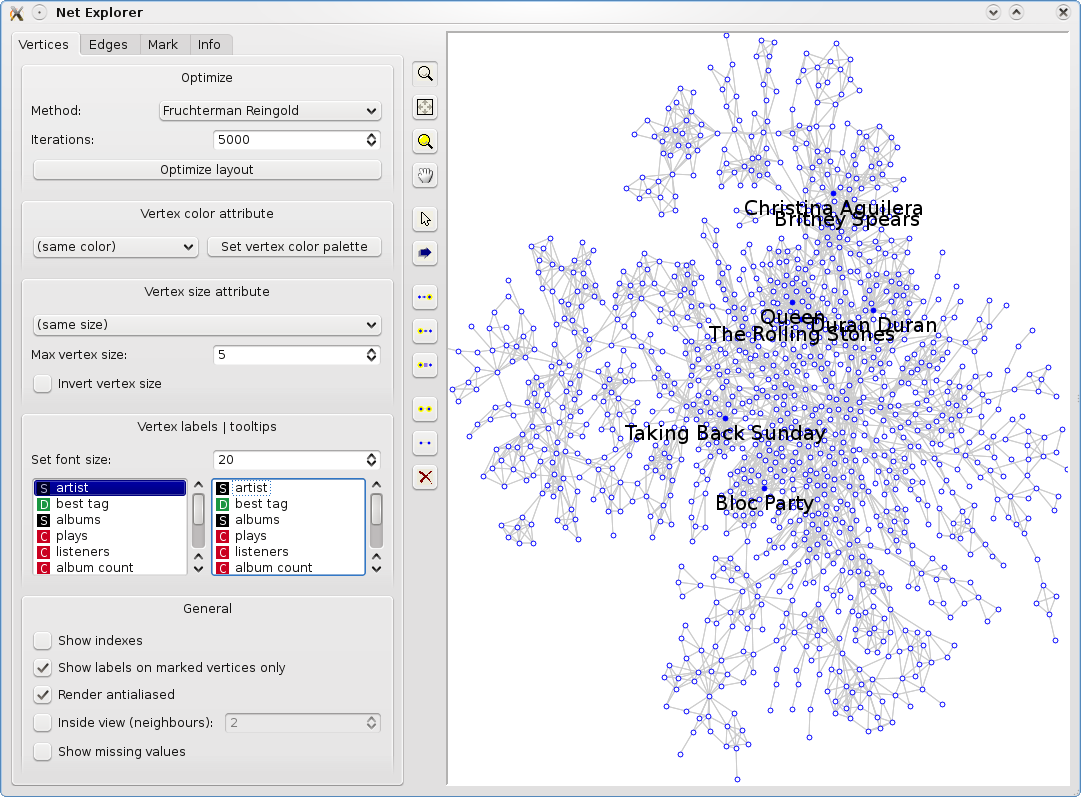 Net Explorer
Vertices Edges Mark Info
Optimize
Method: Fruchterman Reingold
Iterations: 5000
Optimize layout
Vertex color attribute
(same color) Set vertex color palette
Vertex size attribute
(same size)
Max vertex size: 5
Invert vertex size
Vertex labels | tooltips
Set font size: 20
S artist S artist
D best tag D best tag
S albums S albums
C plays C plays
C listeners C listeners
C album count C album count
General
Show indexes
Show labels on marked vertices only
Render antialiased
Inside view (neighbours): 2
Show missing values
Christina Aguilera
Britney Spears
Queen
Duran Duran
The Rolling Stones
Taking Back Sunday
Bloc Party